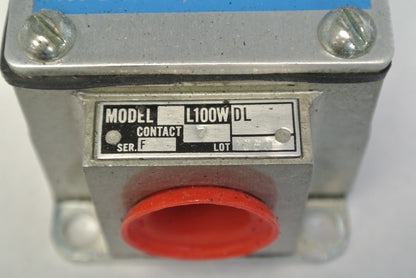 MODEL L100W DL
CONTACT
SER. F LOT